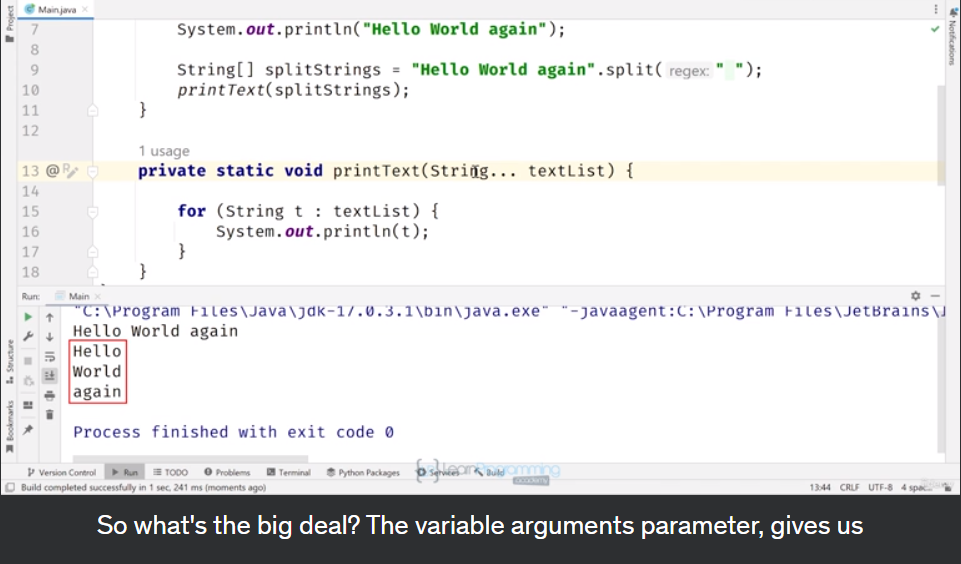 Project
Main.java
Notifications
7 System.out.println("Hello World again");
8
9 String[] splitStrings = "Hello World again".split( regex: " ");
10 printText(splitStrings);
11 }
12
1 usage
13 @ private static void printText(String... textList) {
14
15 for (String t : textList) {
16 System.out.println(t);
17 }
18 }
Run: Main
"C:\Program Files\Java\jdk-17.0.3.1\bin\java.exe" "-javaagent:C:\Program Files\JetBrains\
Hello World again
Hello
World
again
Process finished with exit code 0
Structure
Bookmarks
Version Control Run TODO Problems Terminal Python Packages Services Build
LearnProgramming
academy
Build completed successfully in 1 sec, 241 ms (moments ago) 13:44 CRLF UTF-8 4 spac...
So what's the big deal? The variable arguments parameter, gives us